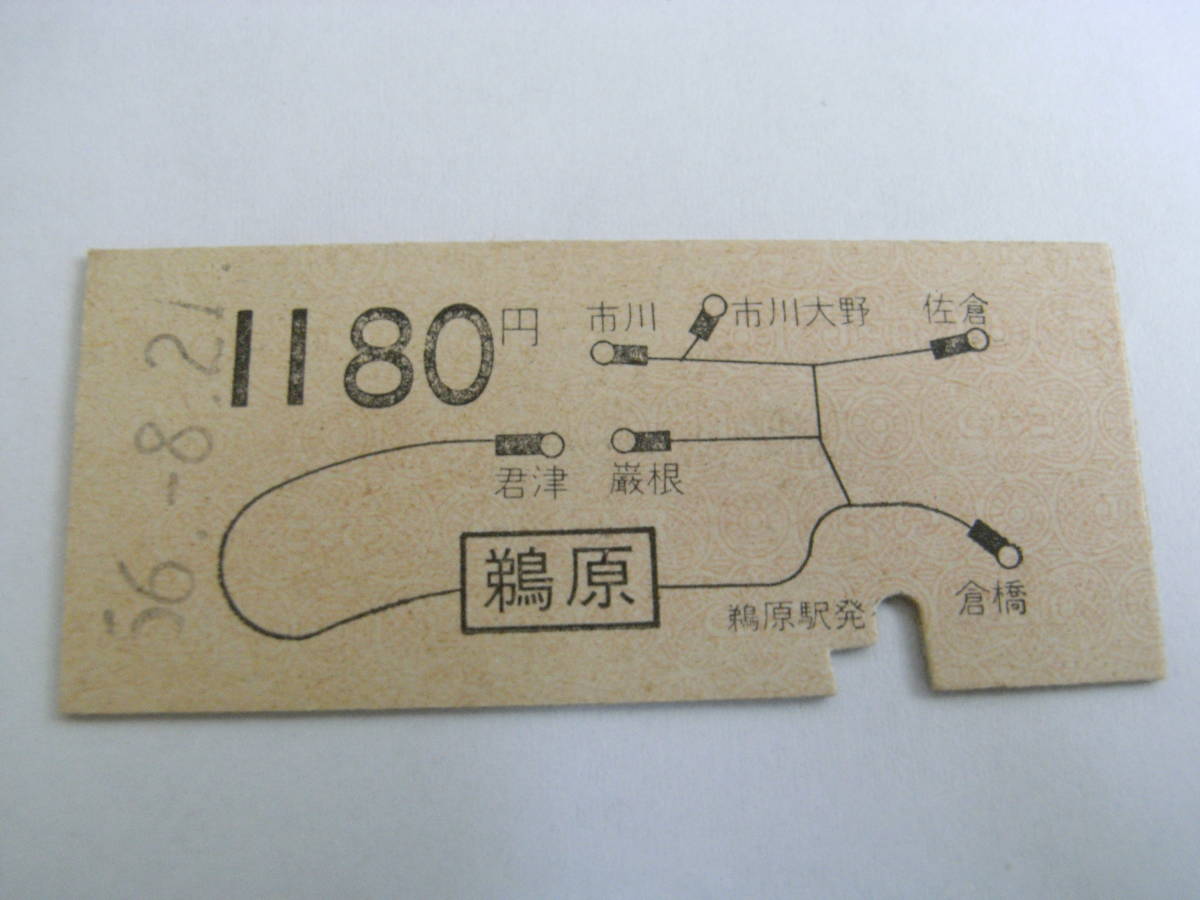 56.-8.21
1180円
市川
市川大野
佐倉
君津
巌根
鵜原
倉橋
鵜原駅発